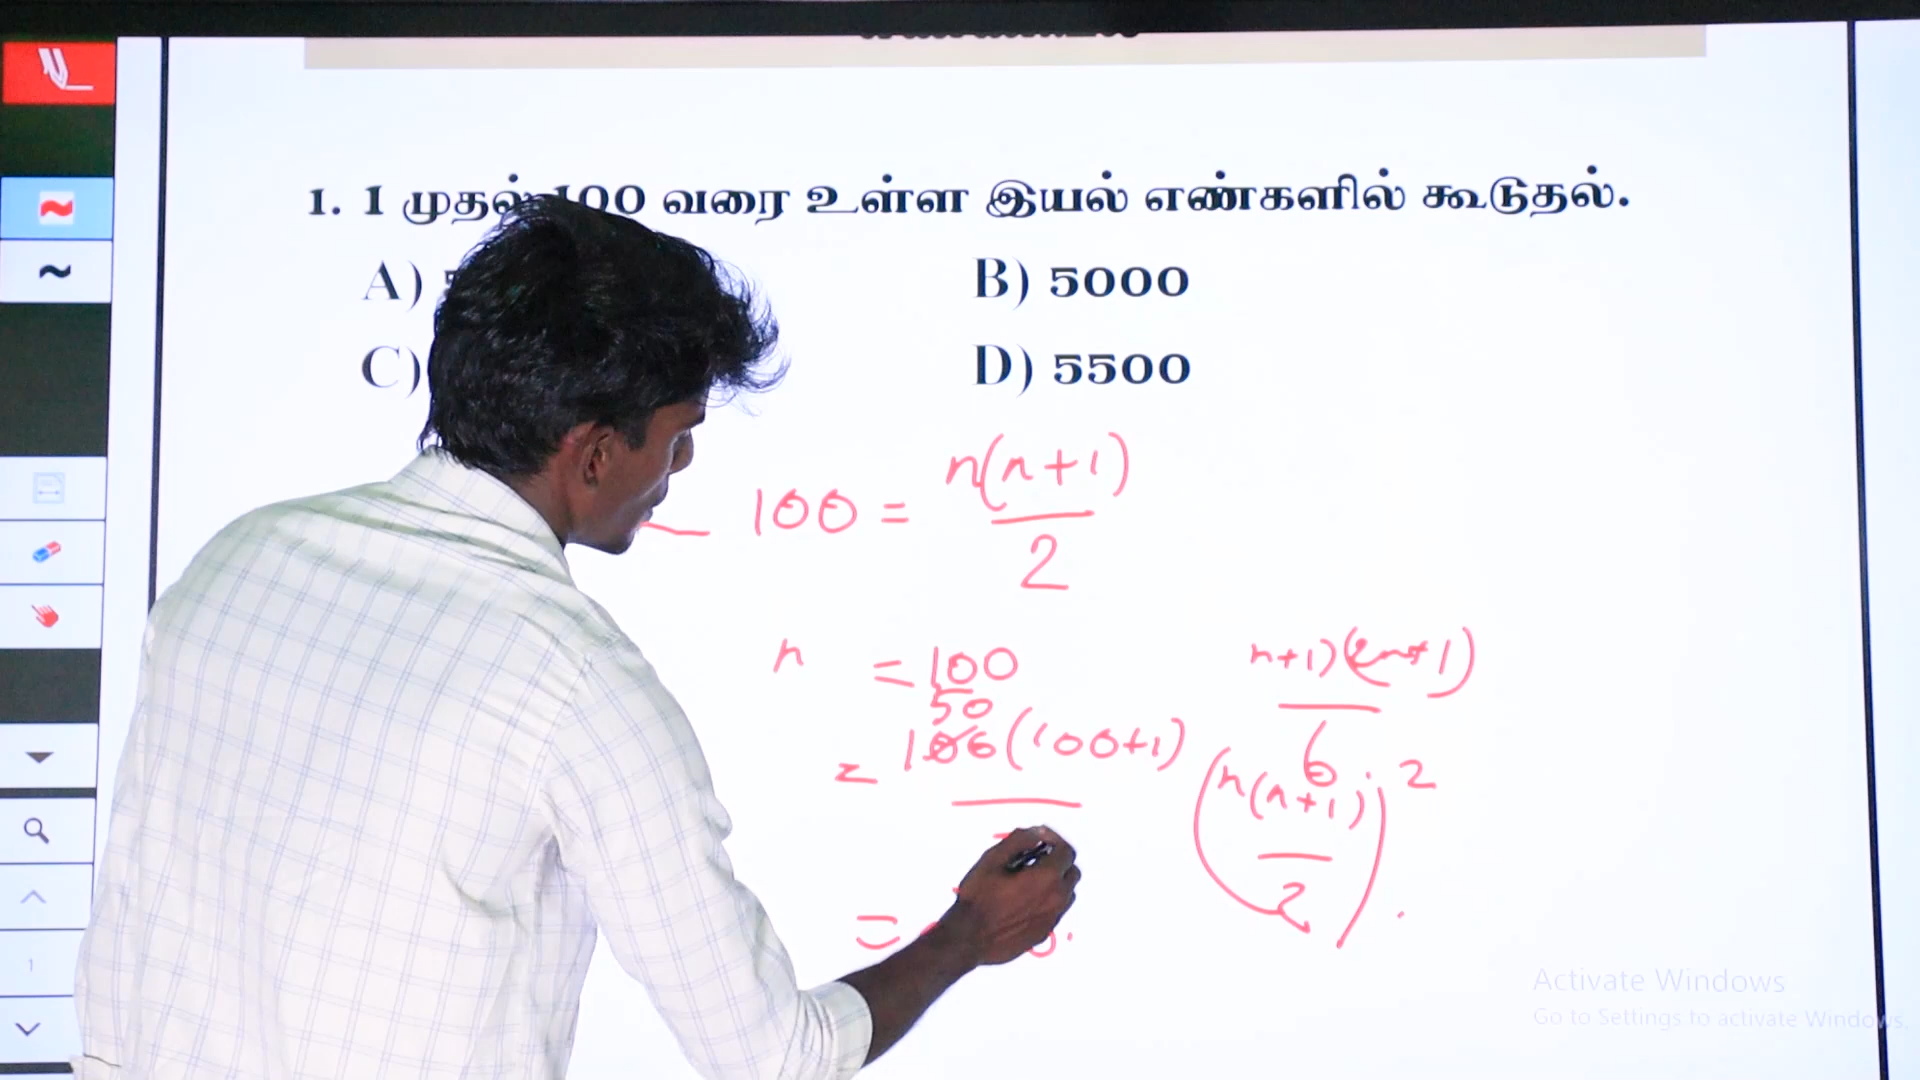 1. 1 முதல் 100 வரை உள்ள இயல் எண்களில் கூடுதல்.
A)
B) 5000
C)
D) 5500
100 = n(n+1)
2
n = 100
50
= 100(100+1)
n+1)(2n+1)
6
(n(n+1))²
2
=
1
Activate Windows
Go to Settings to activate Windows.